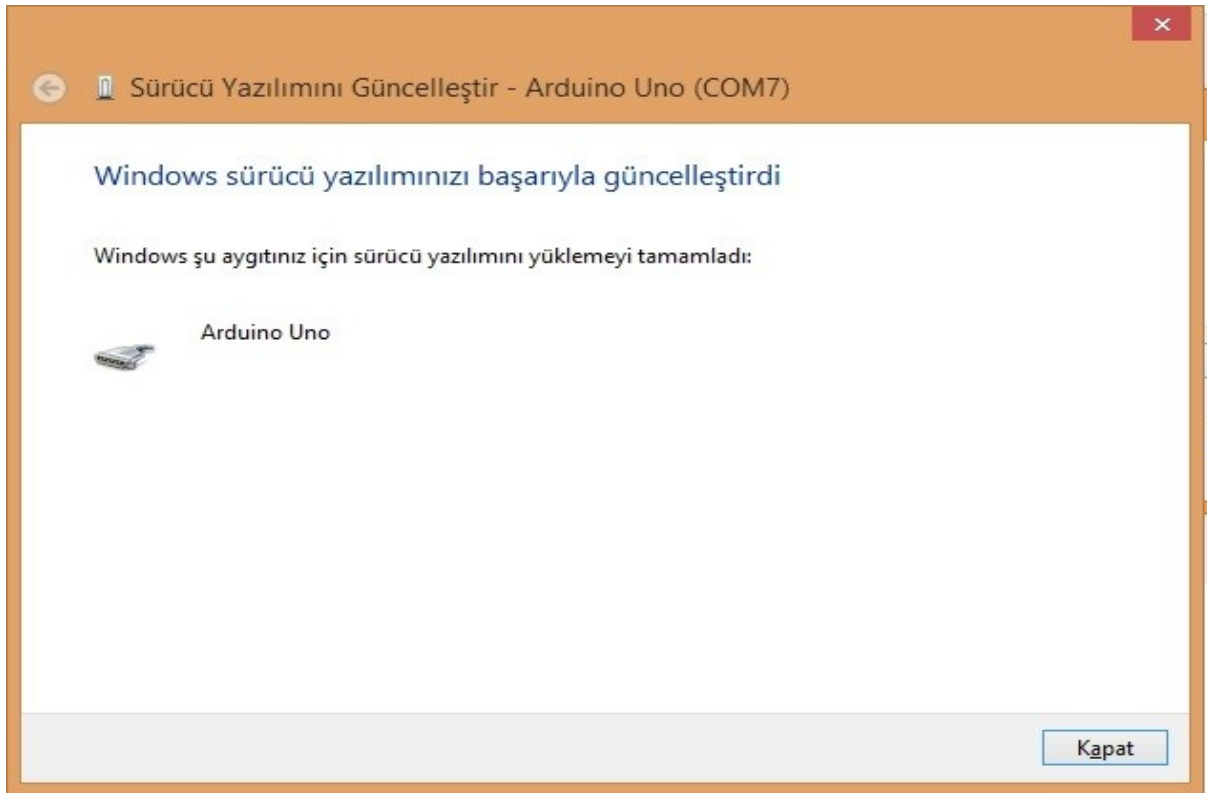 Sürücü Yazılımını Güncelleştir - Arduino Uno (COM7)
Windows sürücü yazılımınızı başarıyla güncelleştirdi
Windows şu aygıtınız için sürücü yazılımını yüklemeyi tamamladı:
Arduino Uno
Kapat